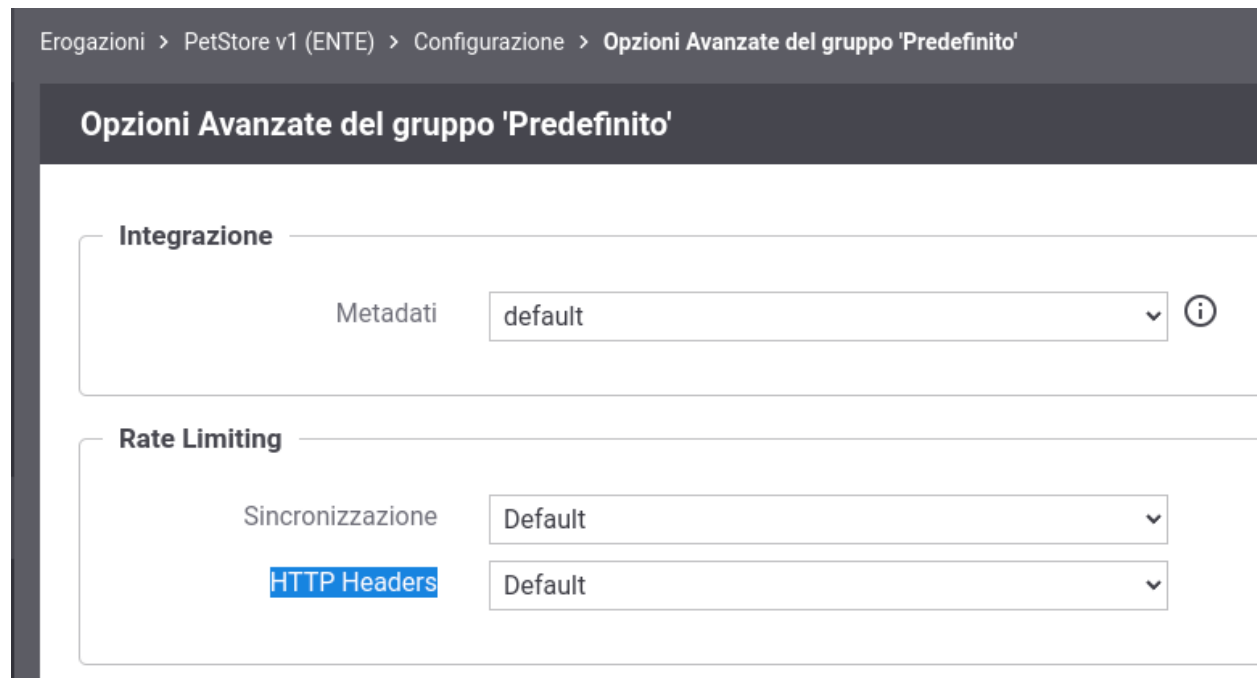 Erogazioni > PetStore v1 (ENTE) > Configurazione > Opzioni Avanzate del gruppo 'Predefinito'
Opzioni Avanzate del gruppo 'Predefinito'
Integrazione
Metadati default
Rate Limiting
Sincronizzazione Default
HTTP Headers Default